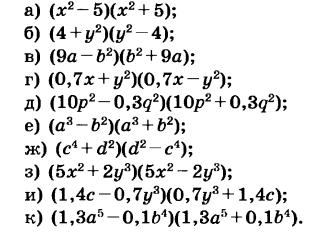 а) (x² − 5)(x² + 5);
б) (4 + y²)(y² − 4);
в) (9a − b²)(b² + 9a);
г) (0,7x + y²)(0,7x − y²);
д) (10p² − 0,3q²)(10p² + 0,3q²);
е) (a³ − b²)(a³ + b²);
ж) (c⁴ + d²)(d² − c⁴);
з) (5x² + 2y³)(5x² − 2y³);
и) (1,4c − 0,7y³)(0,7y³ + 1,4c);
к) (1,3a⁵ − 0,1b⁴)(1,3a⁵ + 0,1b⁴).